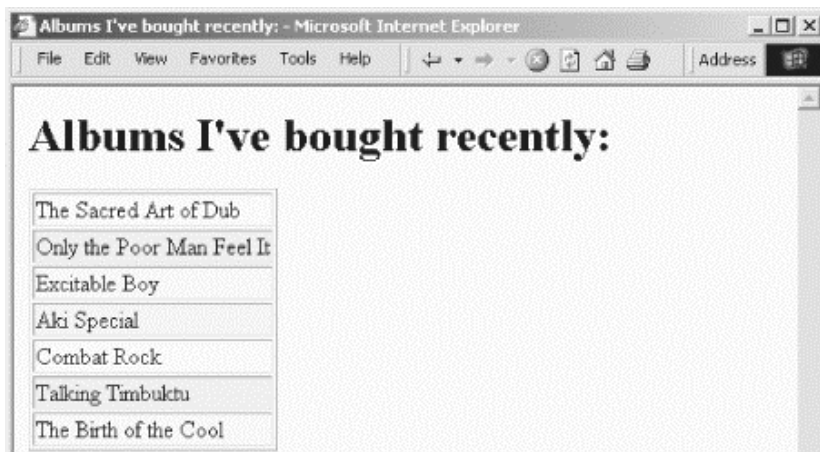 Albums I've bought recently: - Microsoft Internet Explorer
File Edit View Favorites Tools Help Address
Albums I've bought recently:
The Sacred Art of Dub
Only the Poor Man Feel It
Excitable Boy
Aki Special
Combat Rock
Talking Timbuktu
The Birth of the Cool